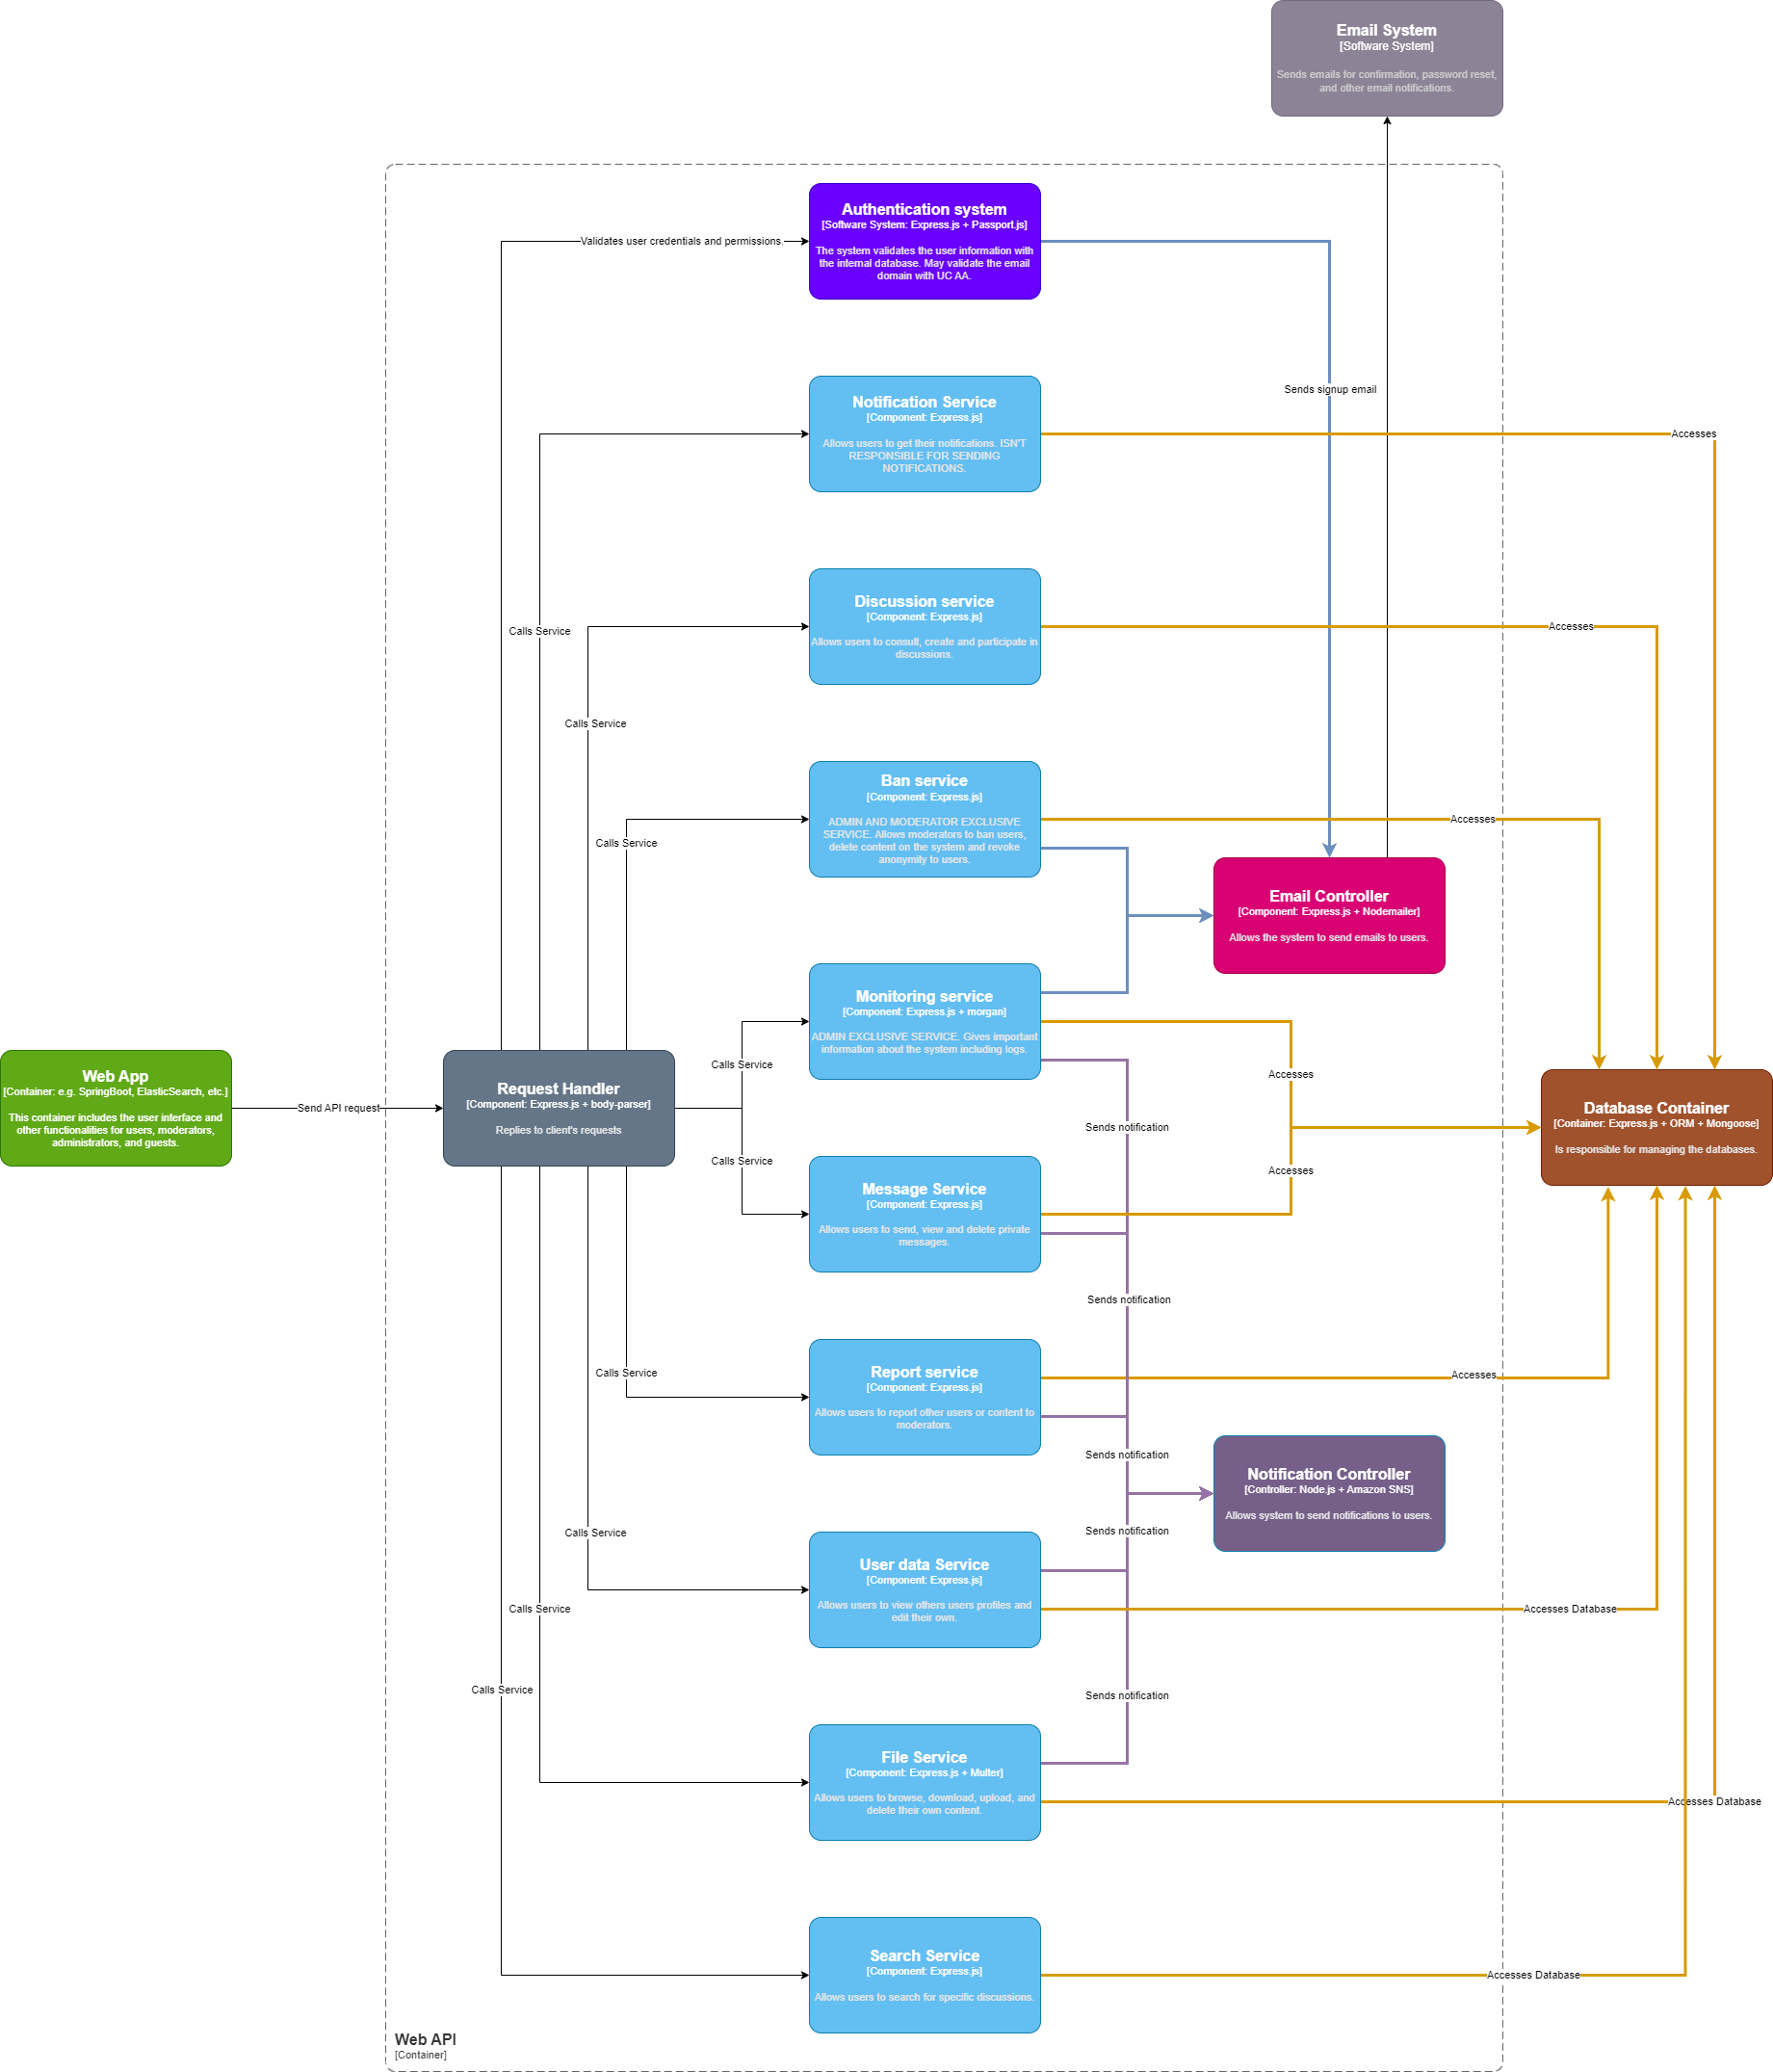 Email System
[Software System]
Sends emails for confirmation, password reset,
and other email notifications.
Authentication system
[Software System: Express.js + Passport.js]
The system validates the user information with
the internal database. May validate the email
domain with UC AA.
Validates user credentials and permissions.
Sends signup email
Notification Service
[Component: Express.js]
Allows users to get their notifications. ISN'T
RESPONSIBLE FOR SENDING
NOTIFICATIONS.
Accesses
Calls Service
Discussion service
[Component: Express.js]
Allows users to consult, create and participate in
discussions.
Accesses
Calls Service
Ban service
[Component: Express.js]
ADMIN AND MODERATOR EXCLUSIVE
SERVICE. Allows moderators to ban users,
delete content on the system and revoke
anonymity to users.
Accesses
Calls Service
Email Controller
[Component: Express.js + Nodemailer]
Allows the system to send emails to users.
Monitoring service
[Component: Express.js + morgan]
ADMIN EXCLUSIVE SERVICE. Gives important
information about the system including logs.
Calls Service
Accesses
Web App
[Container: e.g. SpringBoot, ElasticSearch, etc.]
This container includes the user interface and
other functionalities for users, moderators,
administrators, and guests.
Send API request
Request Handler
[Component: Express.js + body-parser]
Replies to client's requests
Sends notification
Database Container
[Container: Express.js + ORM + Mongoose]
Is responsible for managing the databases.
Calls Service
Accesses
Message Service
[Component: Express.js]
Allows users to send, view and delete private
messages.
Sends notification
Calls Service
Report service
[Component: Express.js]
Allows users to report other users or content to
moderators.
Accesses
Sends notification
Notification Controller
[Controller: Node.js + Amazon SNS]
Allows system to send notifications to users.
Calls Service
Sends notification
User data Service
[Component: Express.js]
Allows users to view others users profiles and
edit their own.
Accesses Database
Calls Service
Calls Service
Sends notification
File Service
[Component: Express.js + Multer]
Allows users to browse, download, upload, and
delete their own content.
Accesses Database
Search Service
[Component: Express.js]
Allows users to search for specific discussions.
Accesses Database
Web API
[Container]